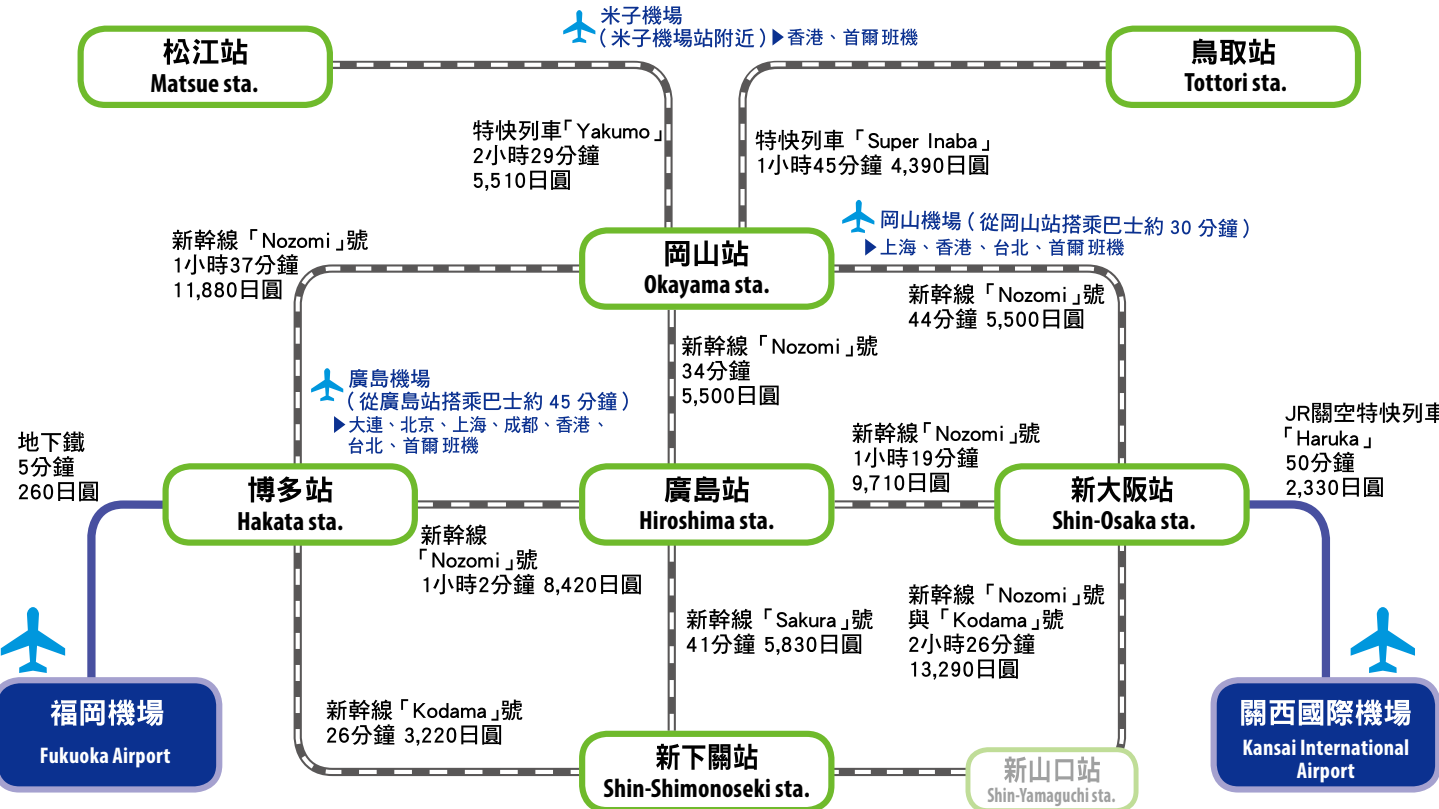 米子機場
(米子機場站附近)▶香港、首爾班機
松江站
Matsue sta.
鳥取站
Tottori sta.
特快列車「Yakumo」
2小時29分鐘
5,510日圓
特快列車「Super Inaba」
1小時45分鐘 4,390日圓
岡山機場(從岡山站搭乘巴士約 30 分鐘)
▶上海、香港、台北、首爾班機
新幹線「Nozomi」號
1小時37分鐘
11,880日圓
岡山站
Okayama sta.
新幹線「Nozomi」號
44分鐘 5,500日圓
新幹線「Nozomi」號
34分鐘
5,500日圓
廣島機場
(從廣島站搭乘巴士約 45 分鐘)
▶大連、北京、上海、成都、香港、
台北、首爾班機
地下鐵
5分鐘
260日圓
新幹線「Nozomi」號
1小時19分鐘
9,710日圓
JR關空特快列車
「Haruka」
50分鐘
2,330日圓
博多站
Hakata sta.
廣島站
Hiroshima sta.
新大阪站
Shin-Osaka sta.
新幹線
「Nozomi」號
1小時2分鐘 8,420日圓
新幹線「Sakura」號
41分鐘 5,830日圓
新幹線「Nozomi」號
與「Kodama」號
2小時26分鐘
13,290日圓
福岡機場
Fukuoka Airport
新幹線「Kodama」號
26分鐘 3,220日圓
關西國際機場
Kansai International
Airport
新下關站
Shin-Shimonoseki sta.
新山口站
Shin-Yamaguchi sta.